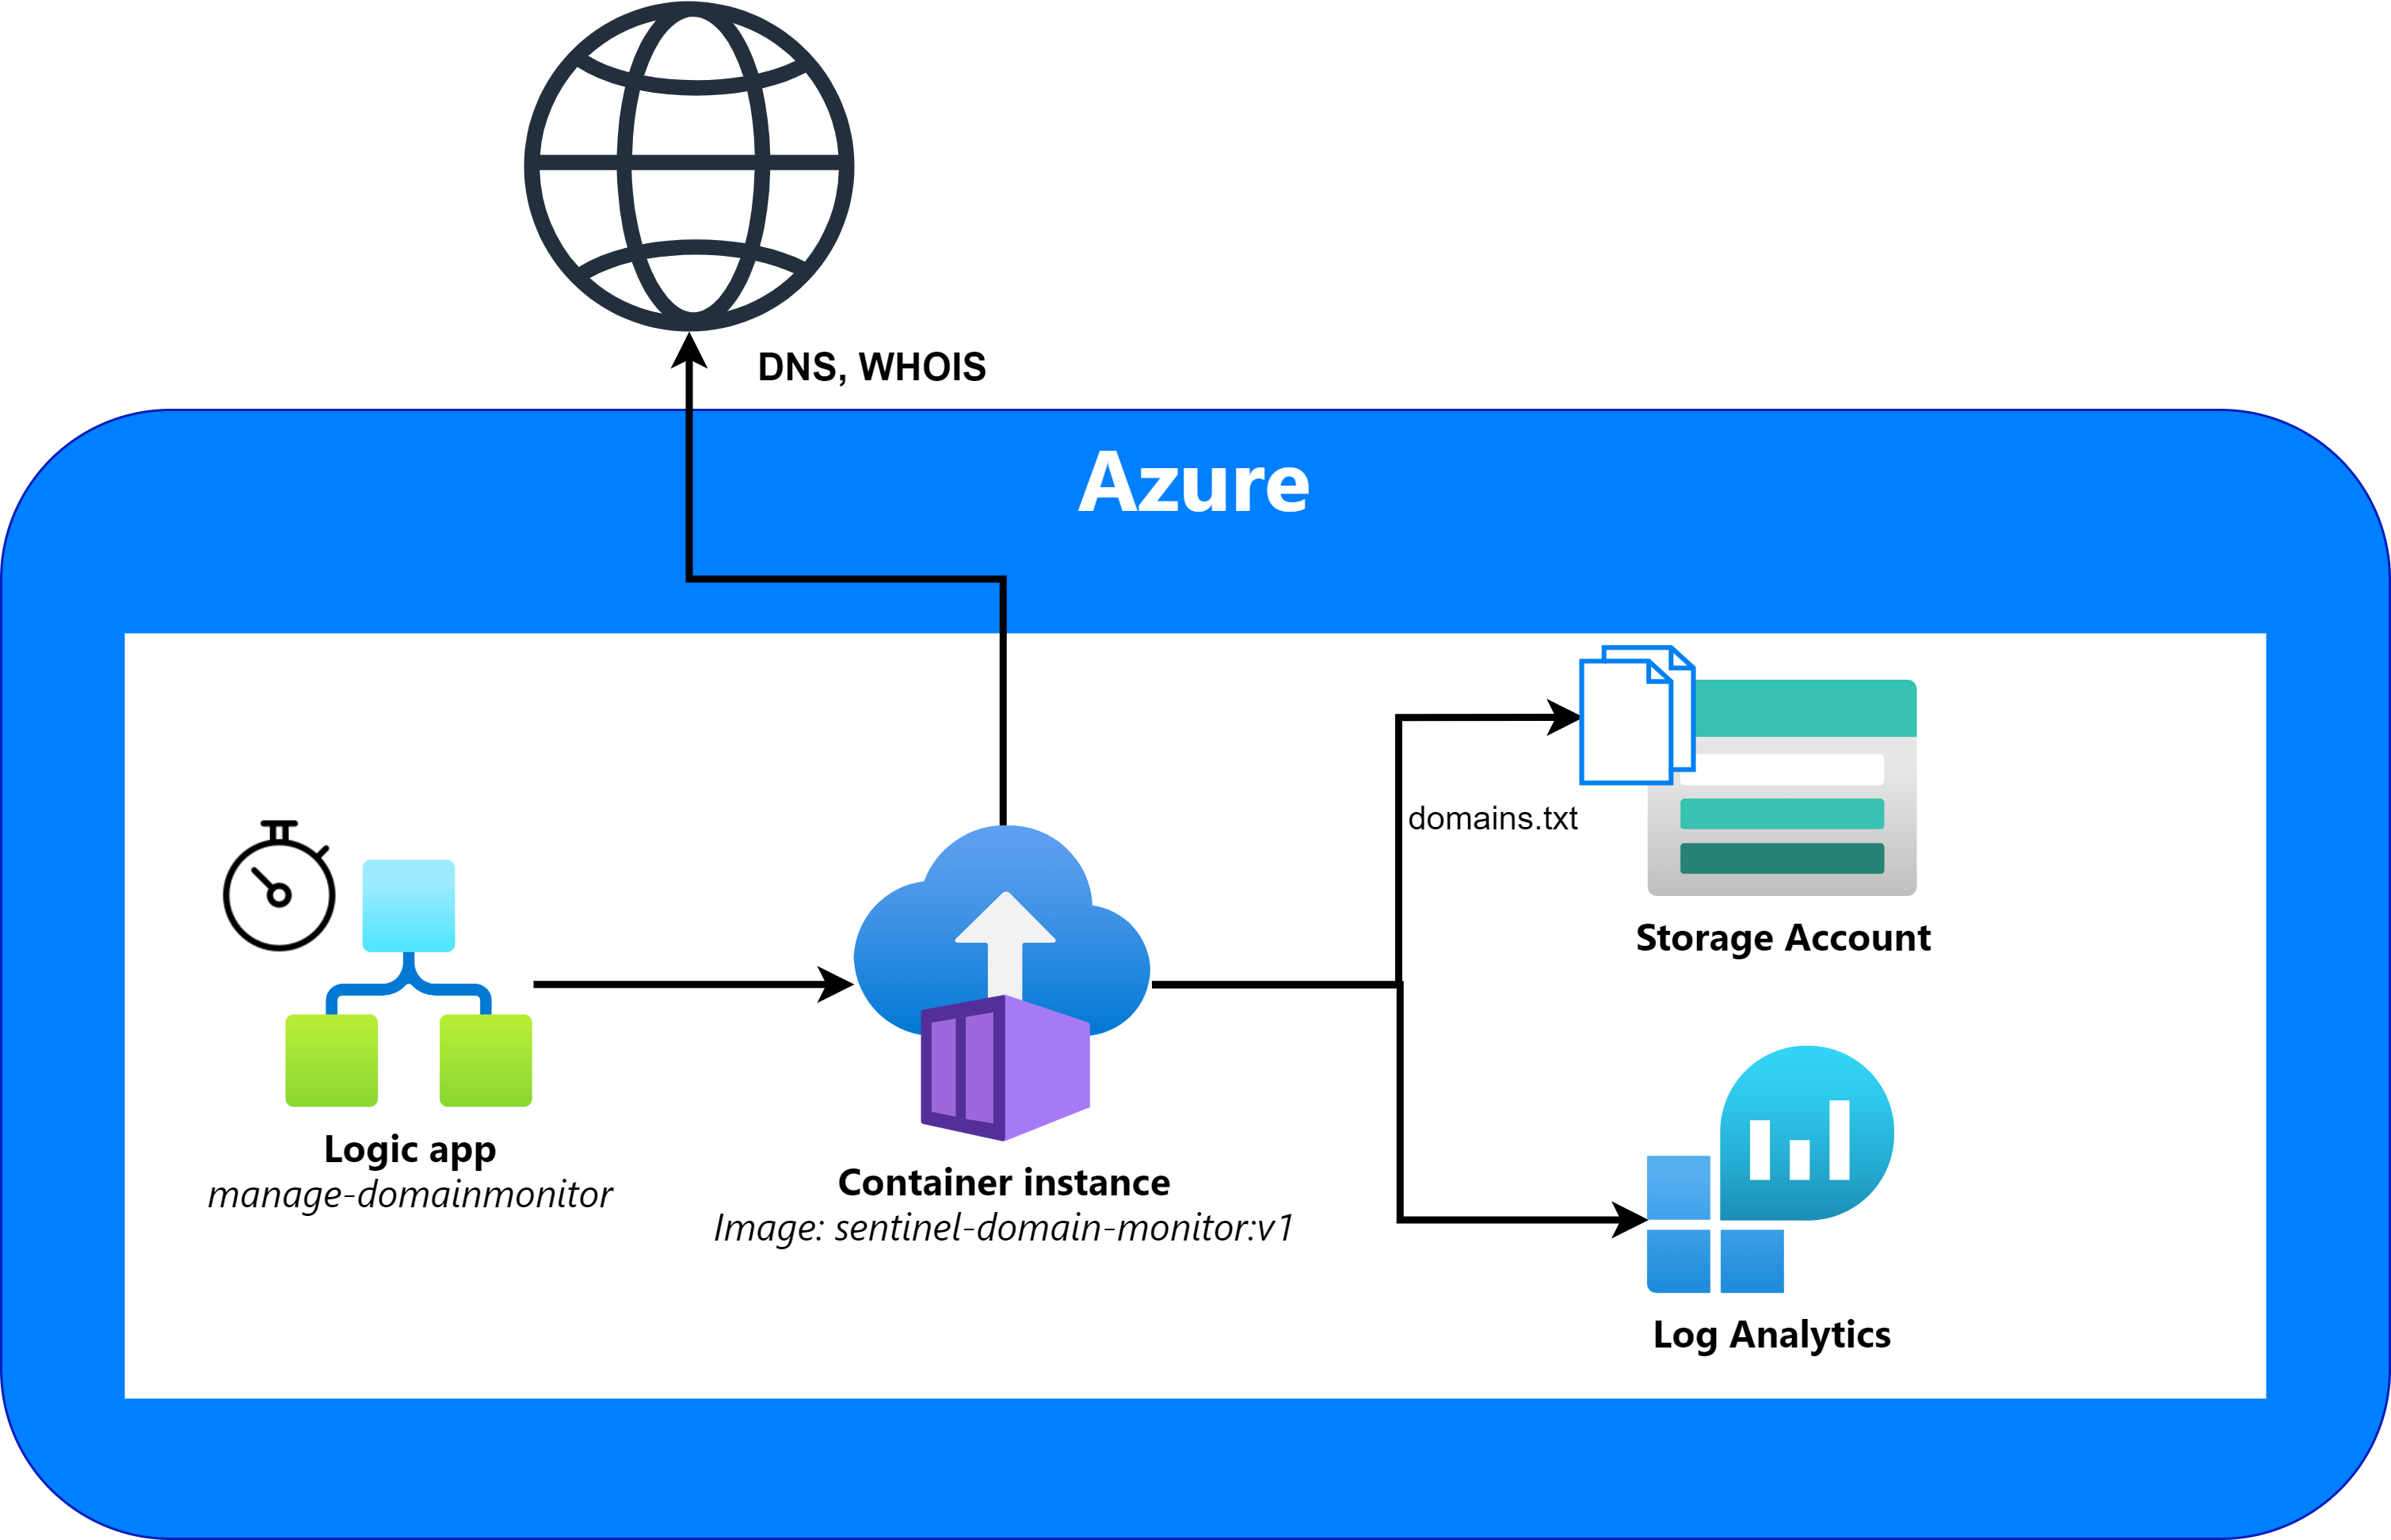 DNS, WHOIS
Azure
domains.txt
Storage Account
Logic app
manage-domainmonitor
Container instance
Image: sentinel-domain-monitor:v1
Log Analytics